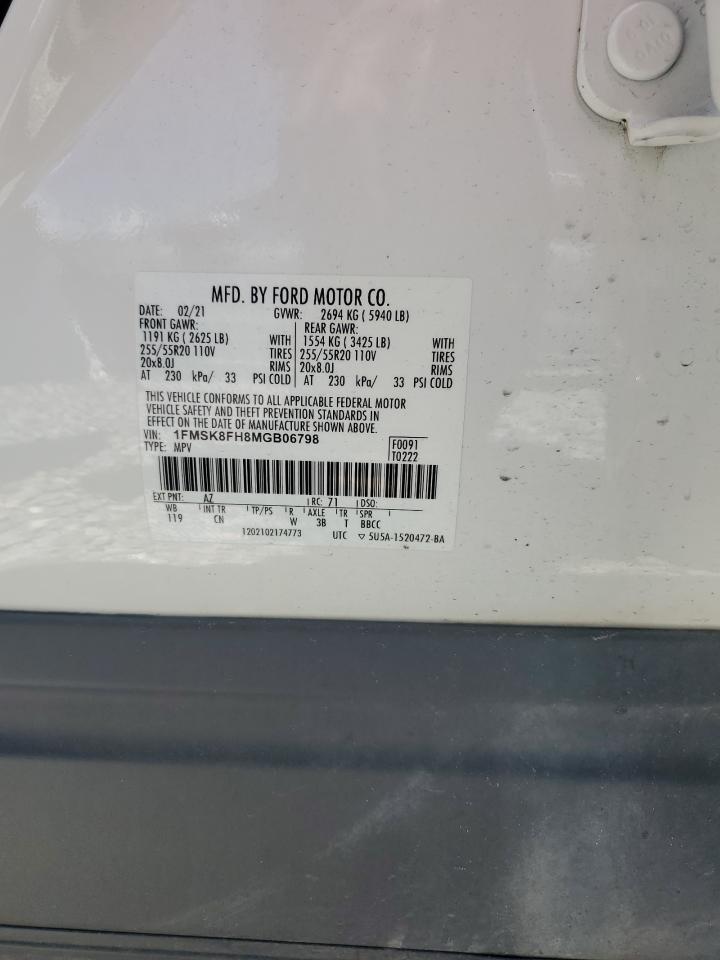 MFD. BY FORD MOTOR CO.
DATE: 02/21 GVWR: 2694 KG ( 5940 LB)
FRONT GAWR: REAR GAWR:
1191 KG ( 2625 LB) WITH 1554 KG ( 3425 LB) WITH
255/55R20 110V TIRES 255/55R20 110V TIRES
20x8.0J RIMS 20x8.0J RIMS
AT 230 kPa/ 33 PSI COLD AT 230 kPa/ 33 PSI COLD
THIS VEHICLE CONFORMS TO ALL APPLICABLE FEDERAL MOTOR
VEHICLE SAFETY AND THEFT PREVENTION STANDARDS IN
EFFECT ON THE DATE OF MANUFACTURE SHOWN ABOVE.
VIN: 1FMSK8FH8MGB06798 F0091
TYPE: MPV T0222
EXT PNT: AZ RC: 71 DSO:
WB INT TR TP/PS R AXLE TR SPR
119 CN W 3B T BBCC
1202102174773 UTC ▽ 5U5A-1520472-BA